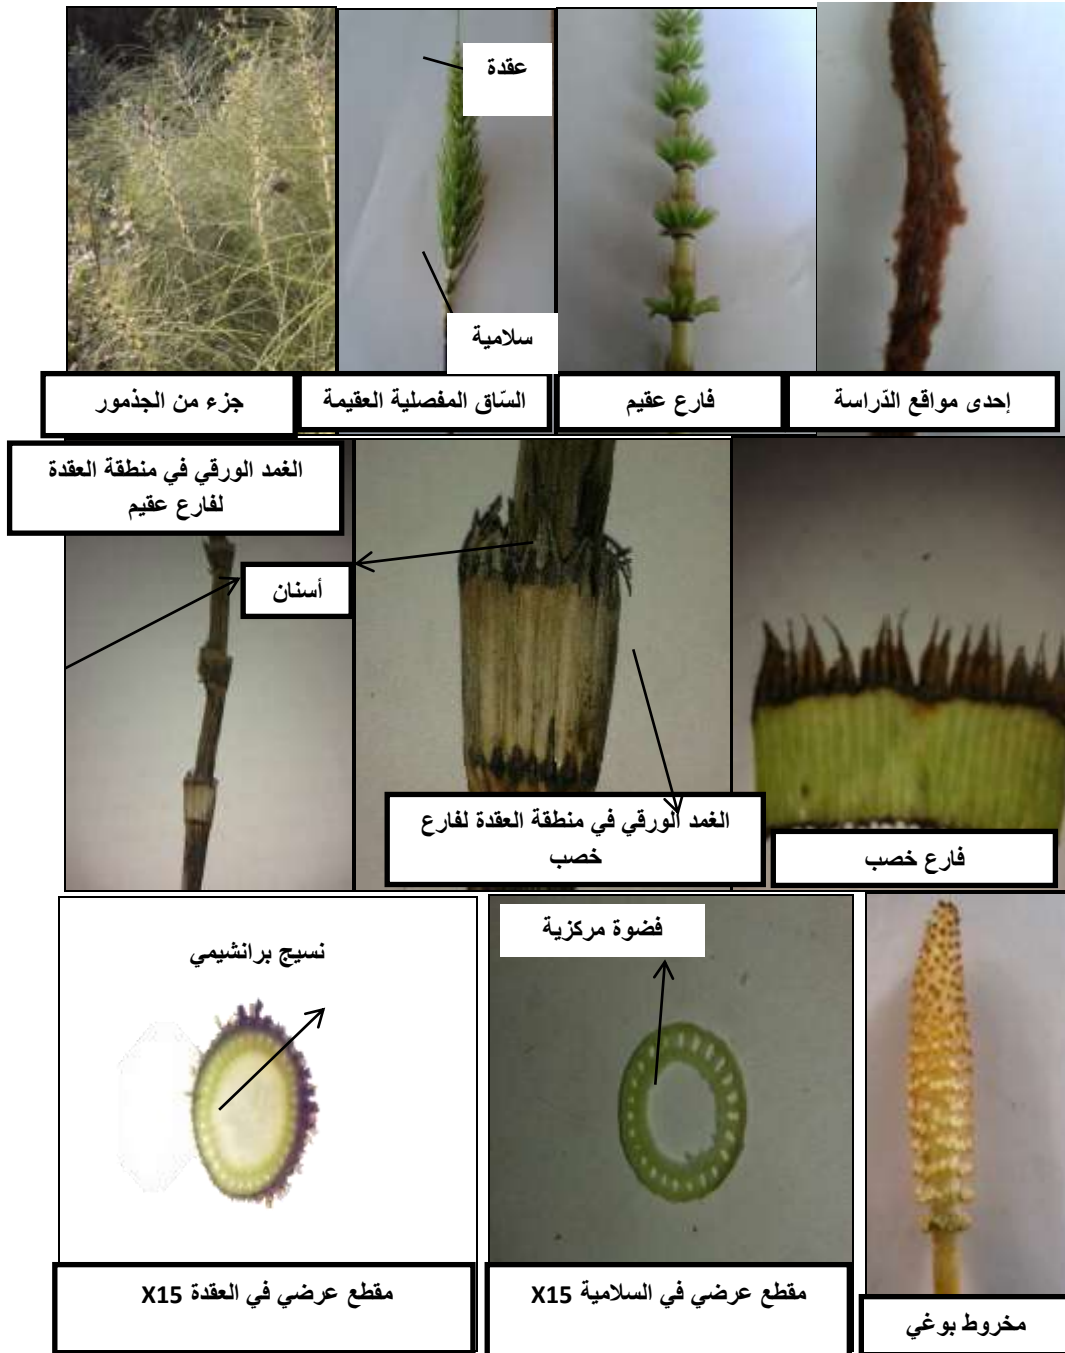 عقدة
سلامية
إحدى مواقع الدّراسة
فارع عقيم
السّاق المفصلية العقيمة
جزء من الجذمور
الغمد الورقي في منطقة العقدة
لفارع عقيم
أسنان
الغمد الورقي في منطقة العقدة لفارع
خصب
فارع خصب
فضوة مركزية
نسيج برانشيمي
مخروط بوغي
مقطع عرضي في السلامية X15
مقطع عرضي في العقدة X15